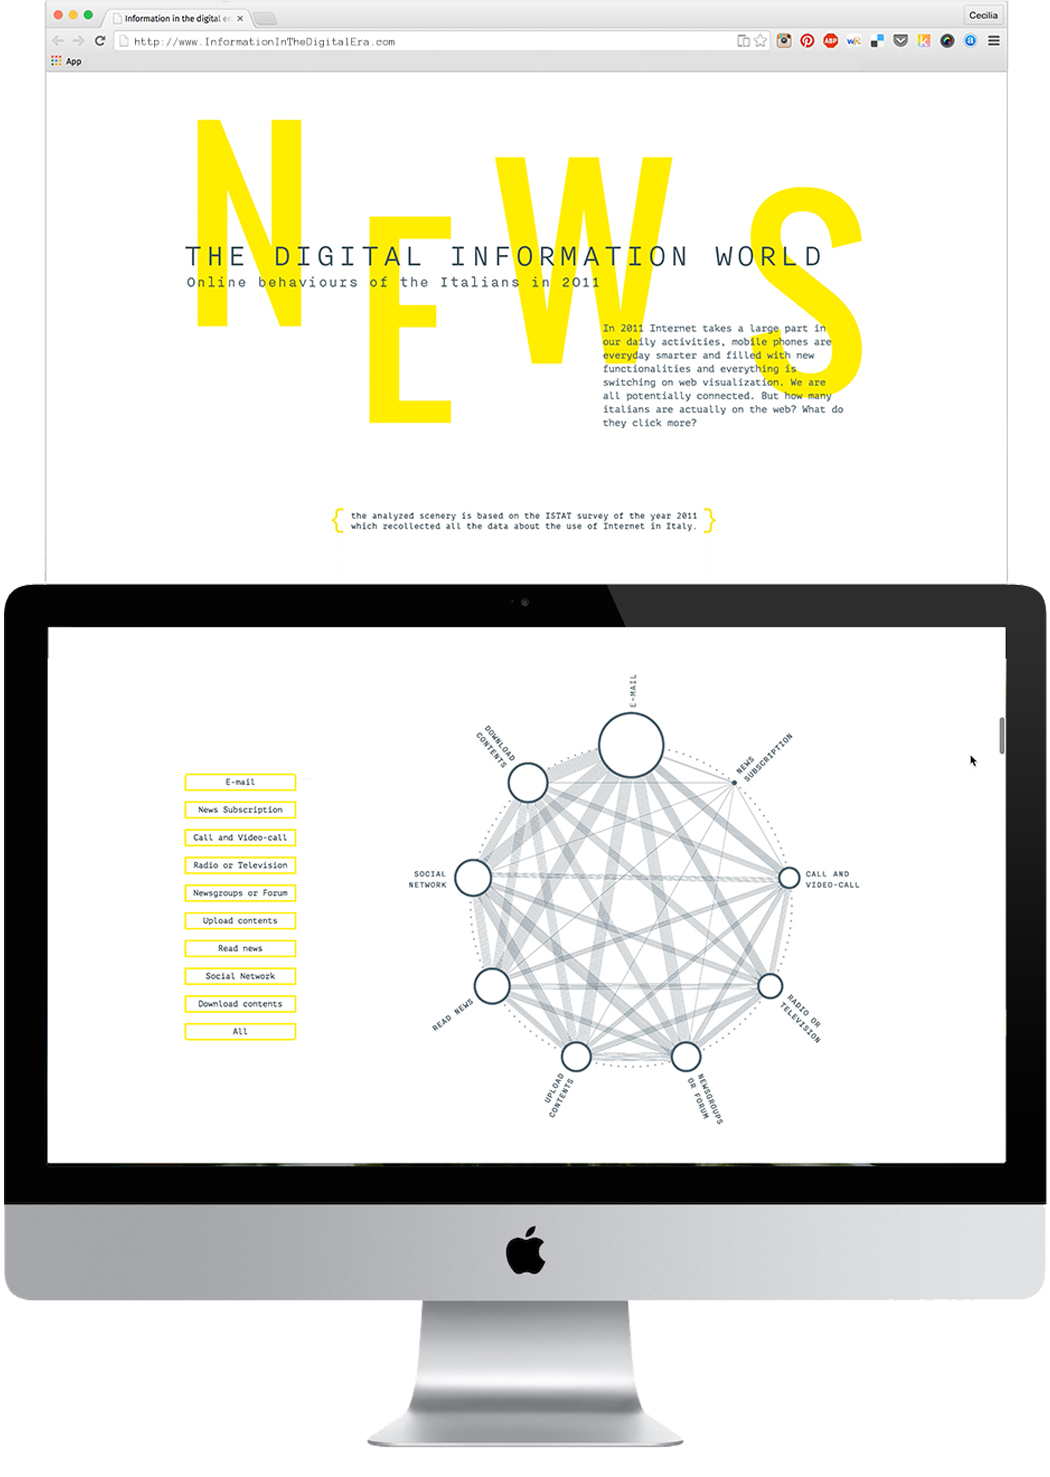 Information in the digital er
Cecilia
http://www.InformationInTheDigitalEra.com
ABP
App
NEWS
THE DIGITAL INFORMATION WORLD
Online behaviours of the Italians in 2011
In 2011 Internet takes a large part in
our daily activities, mobile phones are
everyday smarter and filled with new
functionalities and everything is
switching on web visualization. We are
all potentially connected. But how many
italians are actually on the web? What do
they click more?
{ the analyzed scenery is based on the ISTAT survey of the year 2011
which recollected all the data about the use of Internet in Italy. }
E-mail
News Subscription
Call and Video-call
Radio or Television
Newsgroups or Forum
Upload contents
Read news
Social Network
Download contents
All
E-MAIL
NEWS
SUBSCRIPTION
CALL AND
VIDEO-CALL
RADIO OR
TELEVISION
NEWSGROUPS
OR FORUM
UPLOAD
CONTENTS
READ NEWS
SOCIAL
NETWORK
DOWNLOAD
CONTENTS